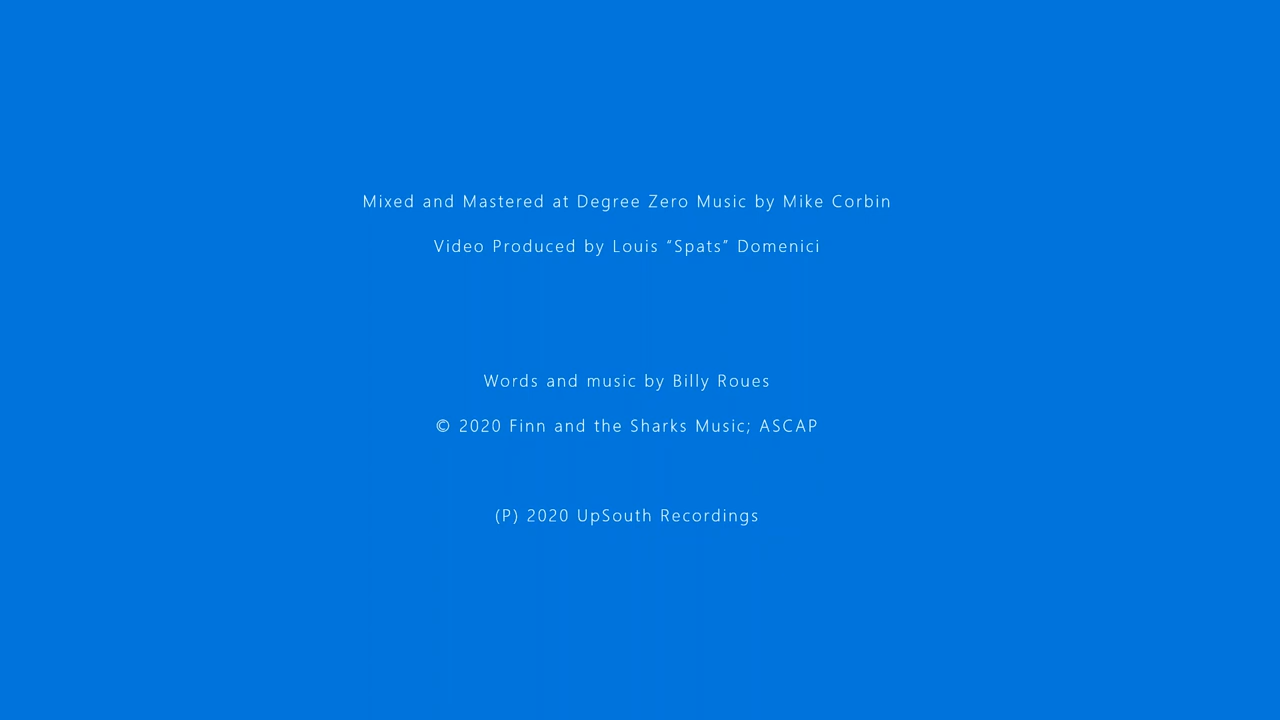 Mixed and Mastered at Degree Zero Music by Mike Corbin
Video Produced by Louis “Spats” Domenici
Words and music by Billy Roues
© 2020 Finn and the Sharks Music; ASCAP
(P) 2020 UpSouth Recordings